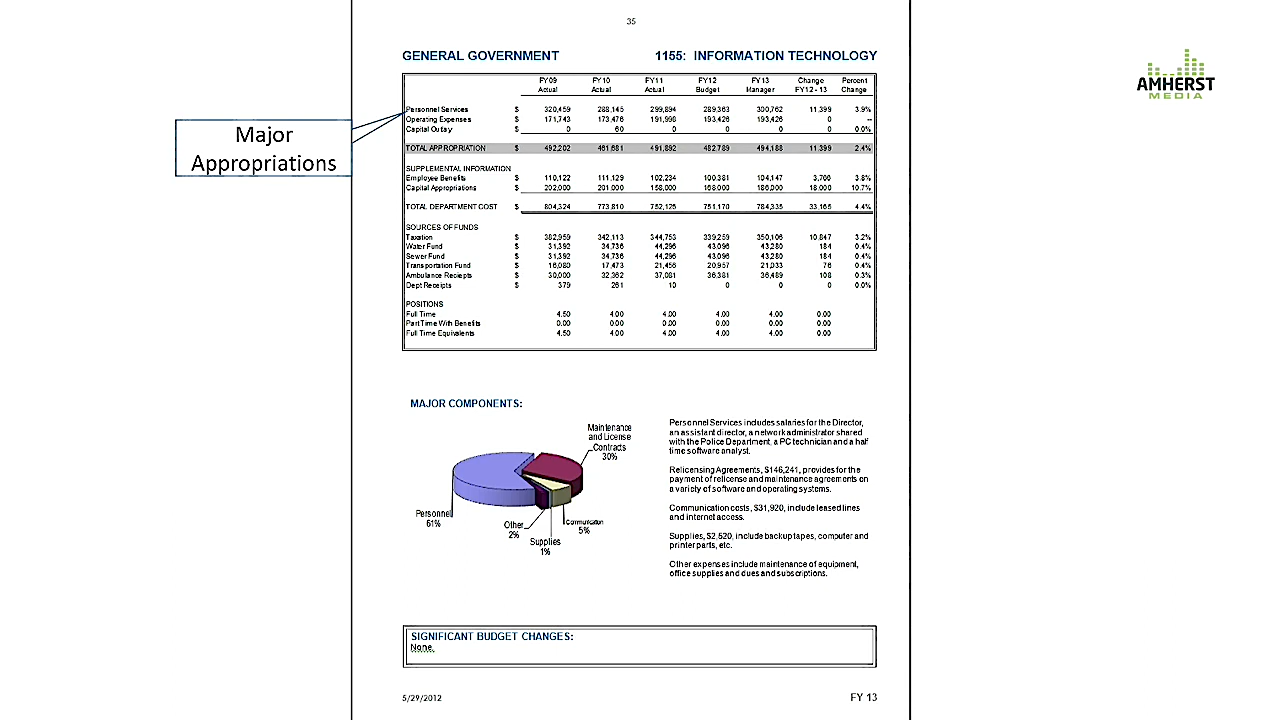 35
GENERAL GOVERNMENT 1155: INFORMATION TECHNOLOGY
AMHERST
MEDIA
FY09 FY10 FY11 FY12 FY13 Change Percent
Actual Actual Actual Budget Manager FY12 - 13 Change
Personnel Services $ 320,459 288,145 299,894 289,363 300,762 11,399 3.9%
Operating Expenses $ 171,743 173,476 191,998 193,426 193,426 0 --
Capital Outlay $ 0 60 0 0 0 0 0.0%
Major
Appropriations
TOTAL APPROPRIATION $ 492,202 461,681 491,892 482,789 494,188 11,399 2.4%
SUPPLEMENTAL INFORMATION
Employee Benefits $ 110,122 111,129 102,234 100,381 104,147 3,766 3.8%
Capital Appropriations $ 202,000 201,000 158,000 168,000 186,000 18,000 10.7%
TOTAL DEPARTMENT COST $ 804,324 773,810 752,126 751,170 784,335 33,165 4.4%
SOURCES OF FUNDS
Taxation $ 382,959 342,113 344,753 339,259 350,106 10,847 3.2%
Water Fund $ 31,392 34,736 44,296 43,096 43,280 184 0.4%
Sewer Fund $ 31,392 34,736 44,296 43,096 43,280 184 0.4%
Transportation Fund $ 16,080 17,473 21,456 20,957 21,033 76 0.4%
Ambulance Reciepts $ 30,000 32,362 37,081 36,381 36,489 108 0.3%
Dept Receipts $ 379 261 10 0 0 0 0.0%
POSITIONS
Full Time 4.50 4.00 4.00 4.00 4.00 0.00
Part Time With Benefits 0.00 0.00 0.00 0.00 0.00 0.00
Full Time Equivalents 4.50 4.00 4.00 4.00 4.00 0.00
MAJOR COMPONENTS:
Maintenance
and License
Contracts
30%
Personnel
61%
Other
2%
Supplies
1%
Communication
5%
Personnel Services includes salaries for the Director,
an assistant director, a network administrator shared
with the Police Department, a PC technician and a half
time software analyst.
Relicensing Agreements, $146,241, provides for the
payment of relicense and maintenance agreements on
a variety of software and operating systems.
Communication costs, $31,920, include leased lines
and internet access.
Supplies, $2,520, include backup tapes, computer and
printer parts, etc.
Other expenses include maintenance of equipment,
office supplies and dues and subscriptions.
SIGNIFICANT BUDGET CHANGES:
None.
5/29/2012 FY 13